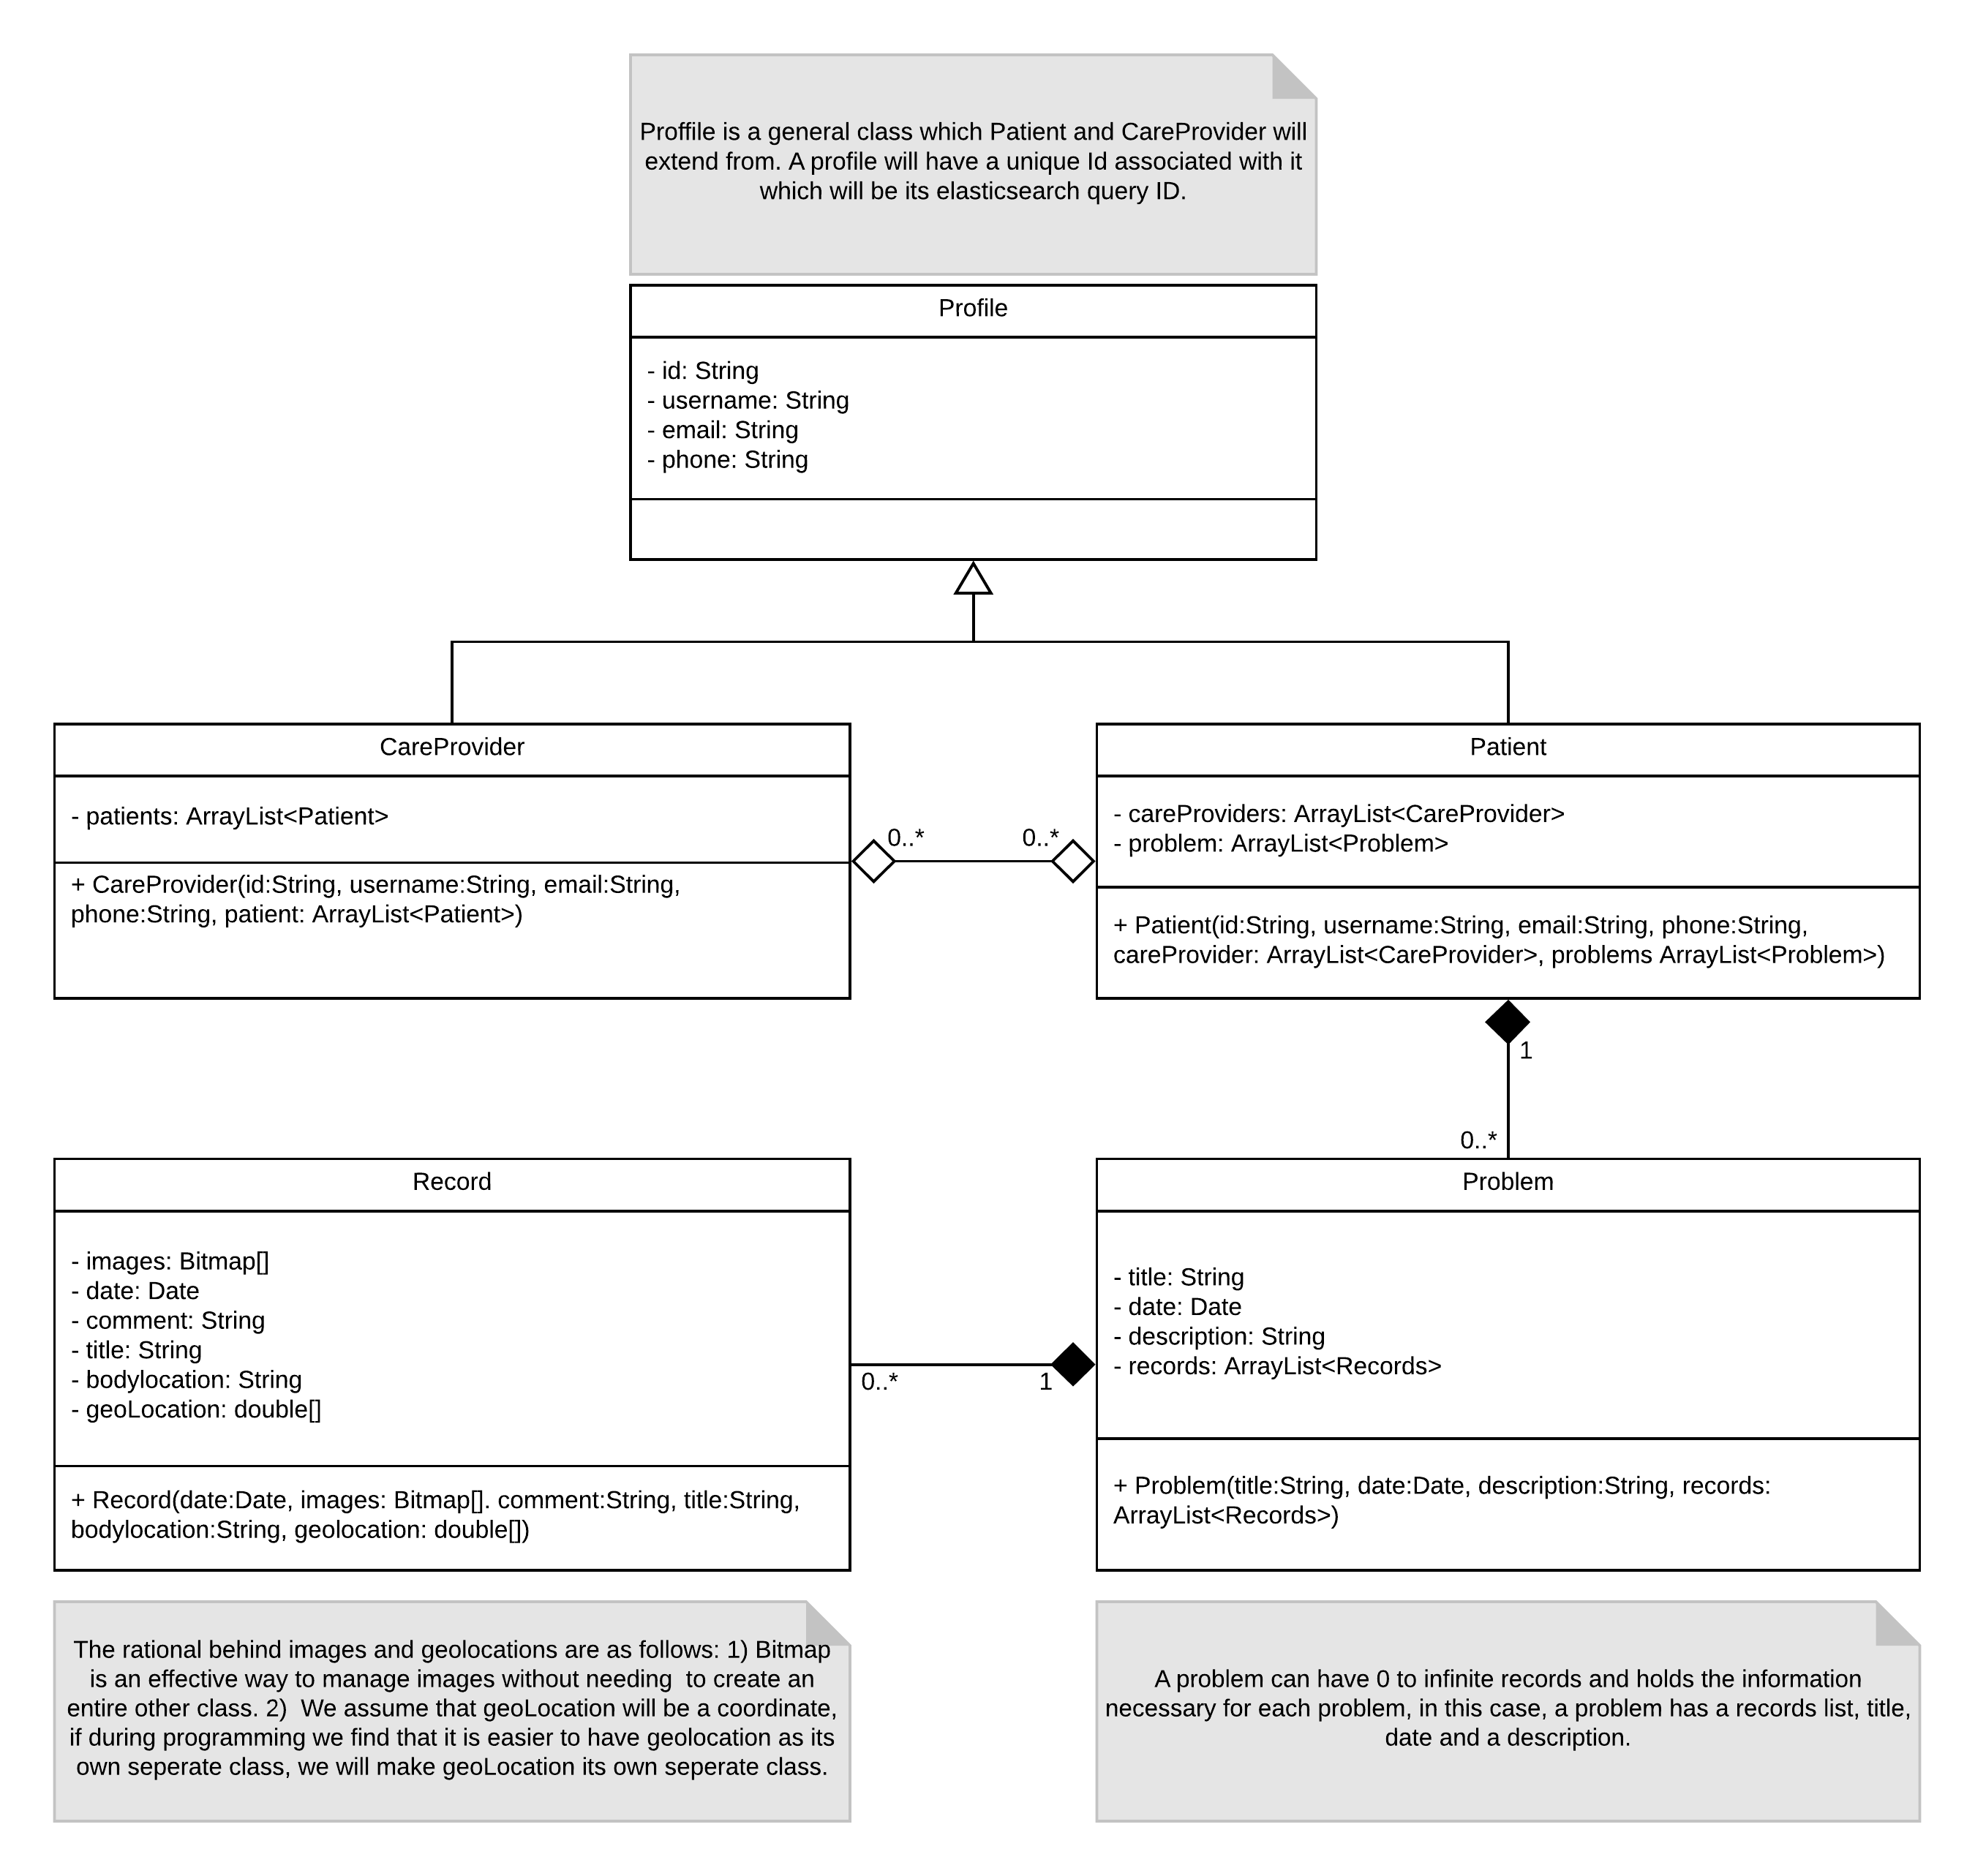 Proffile is a general class which Patient and CareProvider will
extend from. A profile will have a unique Id associated with it
which will be its elasticsearch query ID.
Profile
- id: String
- username: String
- email: String
- phone: String
CareProvider
- patients: ArrayList<Patient>
+ CareProvider(id:String, username:String, email:String,
phone:String, patient: ArrayList<Patient>)
0..*
0..*
Patient
- careProviders: ArrayList<CareProvider>
- problem: ArrayList<Problem>
+ Patient(id:String, username:String, email:String, phone:String,
careProvider: ArrayList<CareProvider>, problems ArrayList<Problem>)
1
0..*
Record
- images: Bitmap[]
- date: Date
- comment: String
- title: String
- bodylocation: String
- geoLocation: double[]
+ Record(date:Date, images: Bitmap[]. comment:String, title:String,
bodylocation:String, geolocation: double[])
0..*
1
Problem
- title: String
- date: Date
- description: String
- records: ArrayList<Records>
+ Problem(title:String, date:Date, description:String, records:
ArrayList<Records>)
The rational behind images and geolocations are as follows: 1) Bitmap
is an effective way to manage images without needing  to create an
entire other class. 2)  We assume that geoLocation will be a coordinate,
if during programming we find that it is easier to have geolocation as its
own seperate class, we will make geoLocation its own seperate class.
A problem can have 0 to infinite records and holds the information
necessary for each problem, in this case, a problem has a records list, title,
date and a description.